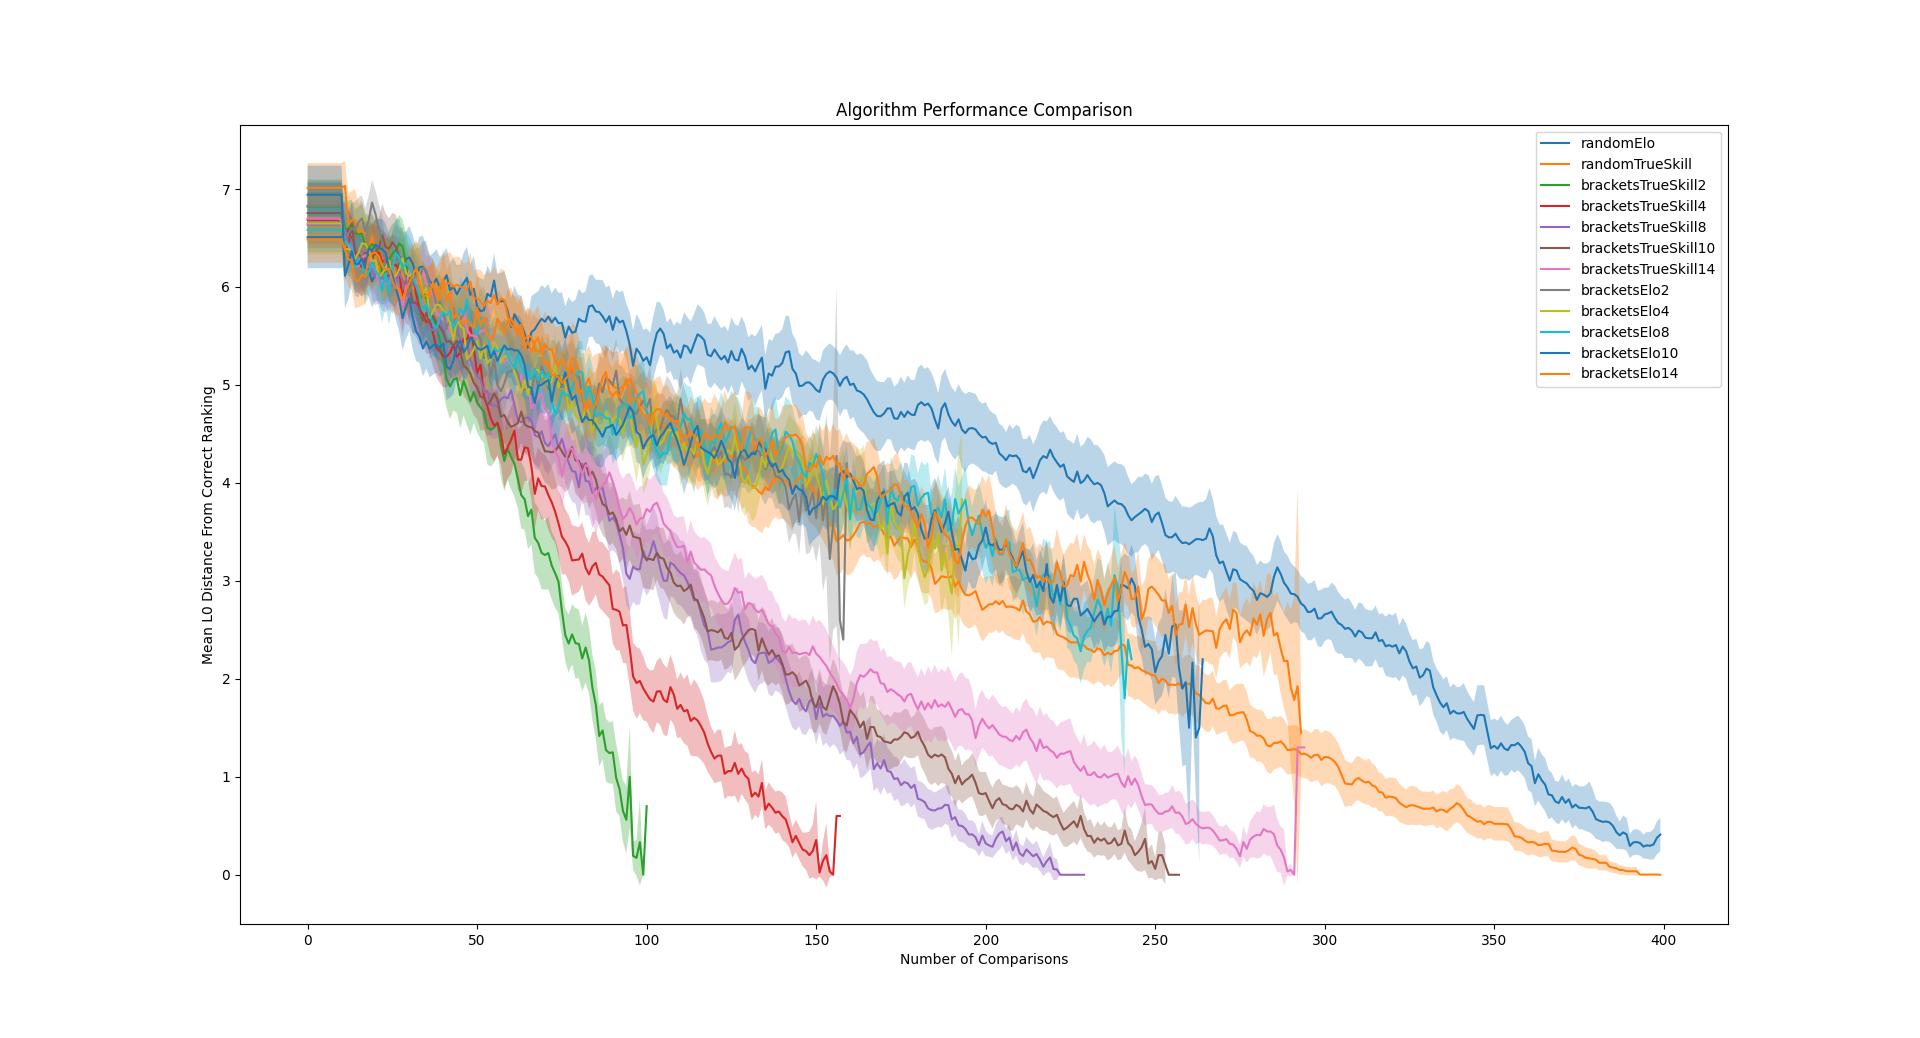 Algorithm Performance Comparison
randomElo
randomTrueSkill
bracketsTrueSkill2
bracketsTrueSkill4
bracketsTrueSkill8
bracketsTrueSkill10
bracketsTrueSkill14
bracketsElo2
bracketsElo4
bracketsElo8
bracketsElo10
bracketsElo14
Mean L0 Distance From Correct Ranking
7
6
5
4
3
2
1
0
0 50 100 150 200 250 300 350 400
Number of Comparisons